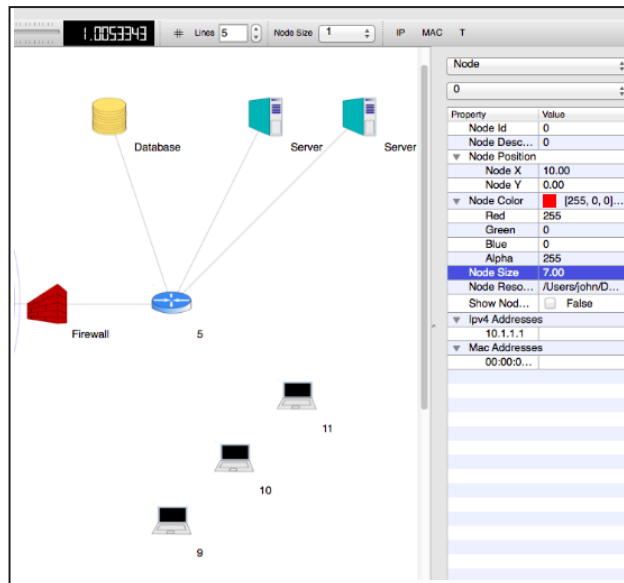 1.0053343 # Lines 5 Node Size 1 IP MAC T
Node
0
Property Value
Node Id 0
Node Desc... 0
Node Position
Node X 10.00
Node Y 0.00
Node Color [255, 0, 0]...
Red 255
Green 0
Blue 0
Alpha 255
Node Size 7.00
Node Reso... /Users/john/D...
Show Nod... False
Ipv4 Addresses
10.1.1.1
Mac Addresses
00:00:0...
Database
Server
Server
Firewall
5
11
10
9